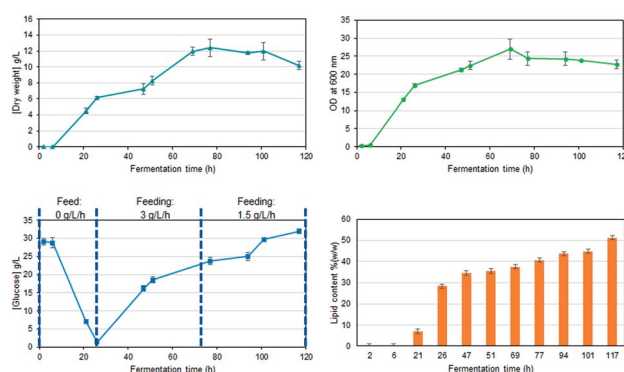 16
14
12
10
8
6
4
2
0
[Dry weight] g/L
0 20 40 60 80 100 120
Fermentation time (h)
35
30
25
20
15
10
5
0
OD at 600 nm
0 20 40 60 80 100 120
Fermentation time (h)
Feed: Feeding: Feeding:
0 g/L/h 3 g/L/h 1.5 g/L/h
35
30
25
20
15
10
5
0
[Glucose] g/L
0 20 40 60 80 100 120
Fermentation time (h)
60
50
40
30
20
10
0
Lipid content %(w/w)
2 6 21 26 47 51 69 77 94 101 117
Fermentation time (h)